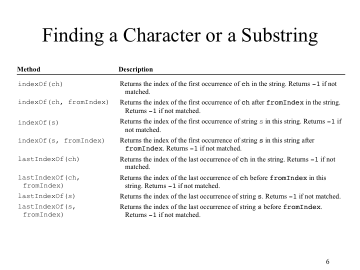 Finding a Character or a Substring
Method Description
indexOf(ch) Returns the index of the first occurrence of ch in the string. Returns -1 if not
matched.
indexOf(ch, fromIndex) Returns the index of the first occurrence of ch after fromIndex in the string.
Returns -1 if not matched.
indexOf(s) Returns the index of the first occurrence of string s in this string. Returns -1 if
not matched.
indexOf(s, fromIndex) Returns the index of the first occurrence of string s in this string after
fromIndex. Returns -1 if not matched.
lastIndexOf(ch) Returns the index of the last occurrence of ch in the string. Returns -1 if not
matched.
lastIndexOf(ch, Returns the index of the last occurrence of ch before fromIndex in this
fromIndex) string. Returns -1 if not matched.
lastIndexOf(s) Returns the index of the last occurrence of string s. Returns -1 if not matched.
lastIndexOf(s, Returns the index of the last occurrence of string s before fromIndex.
fromIndex) Returns -1 if not matched.
6